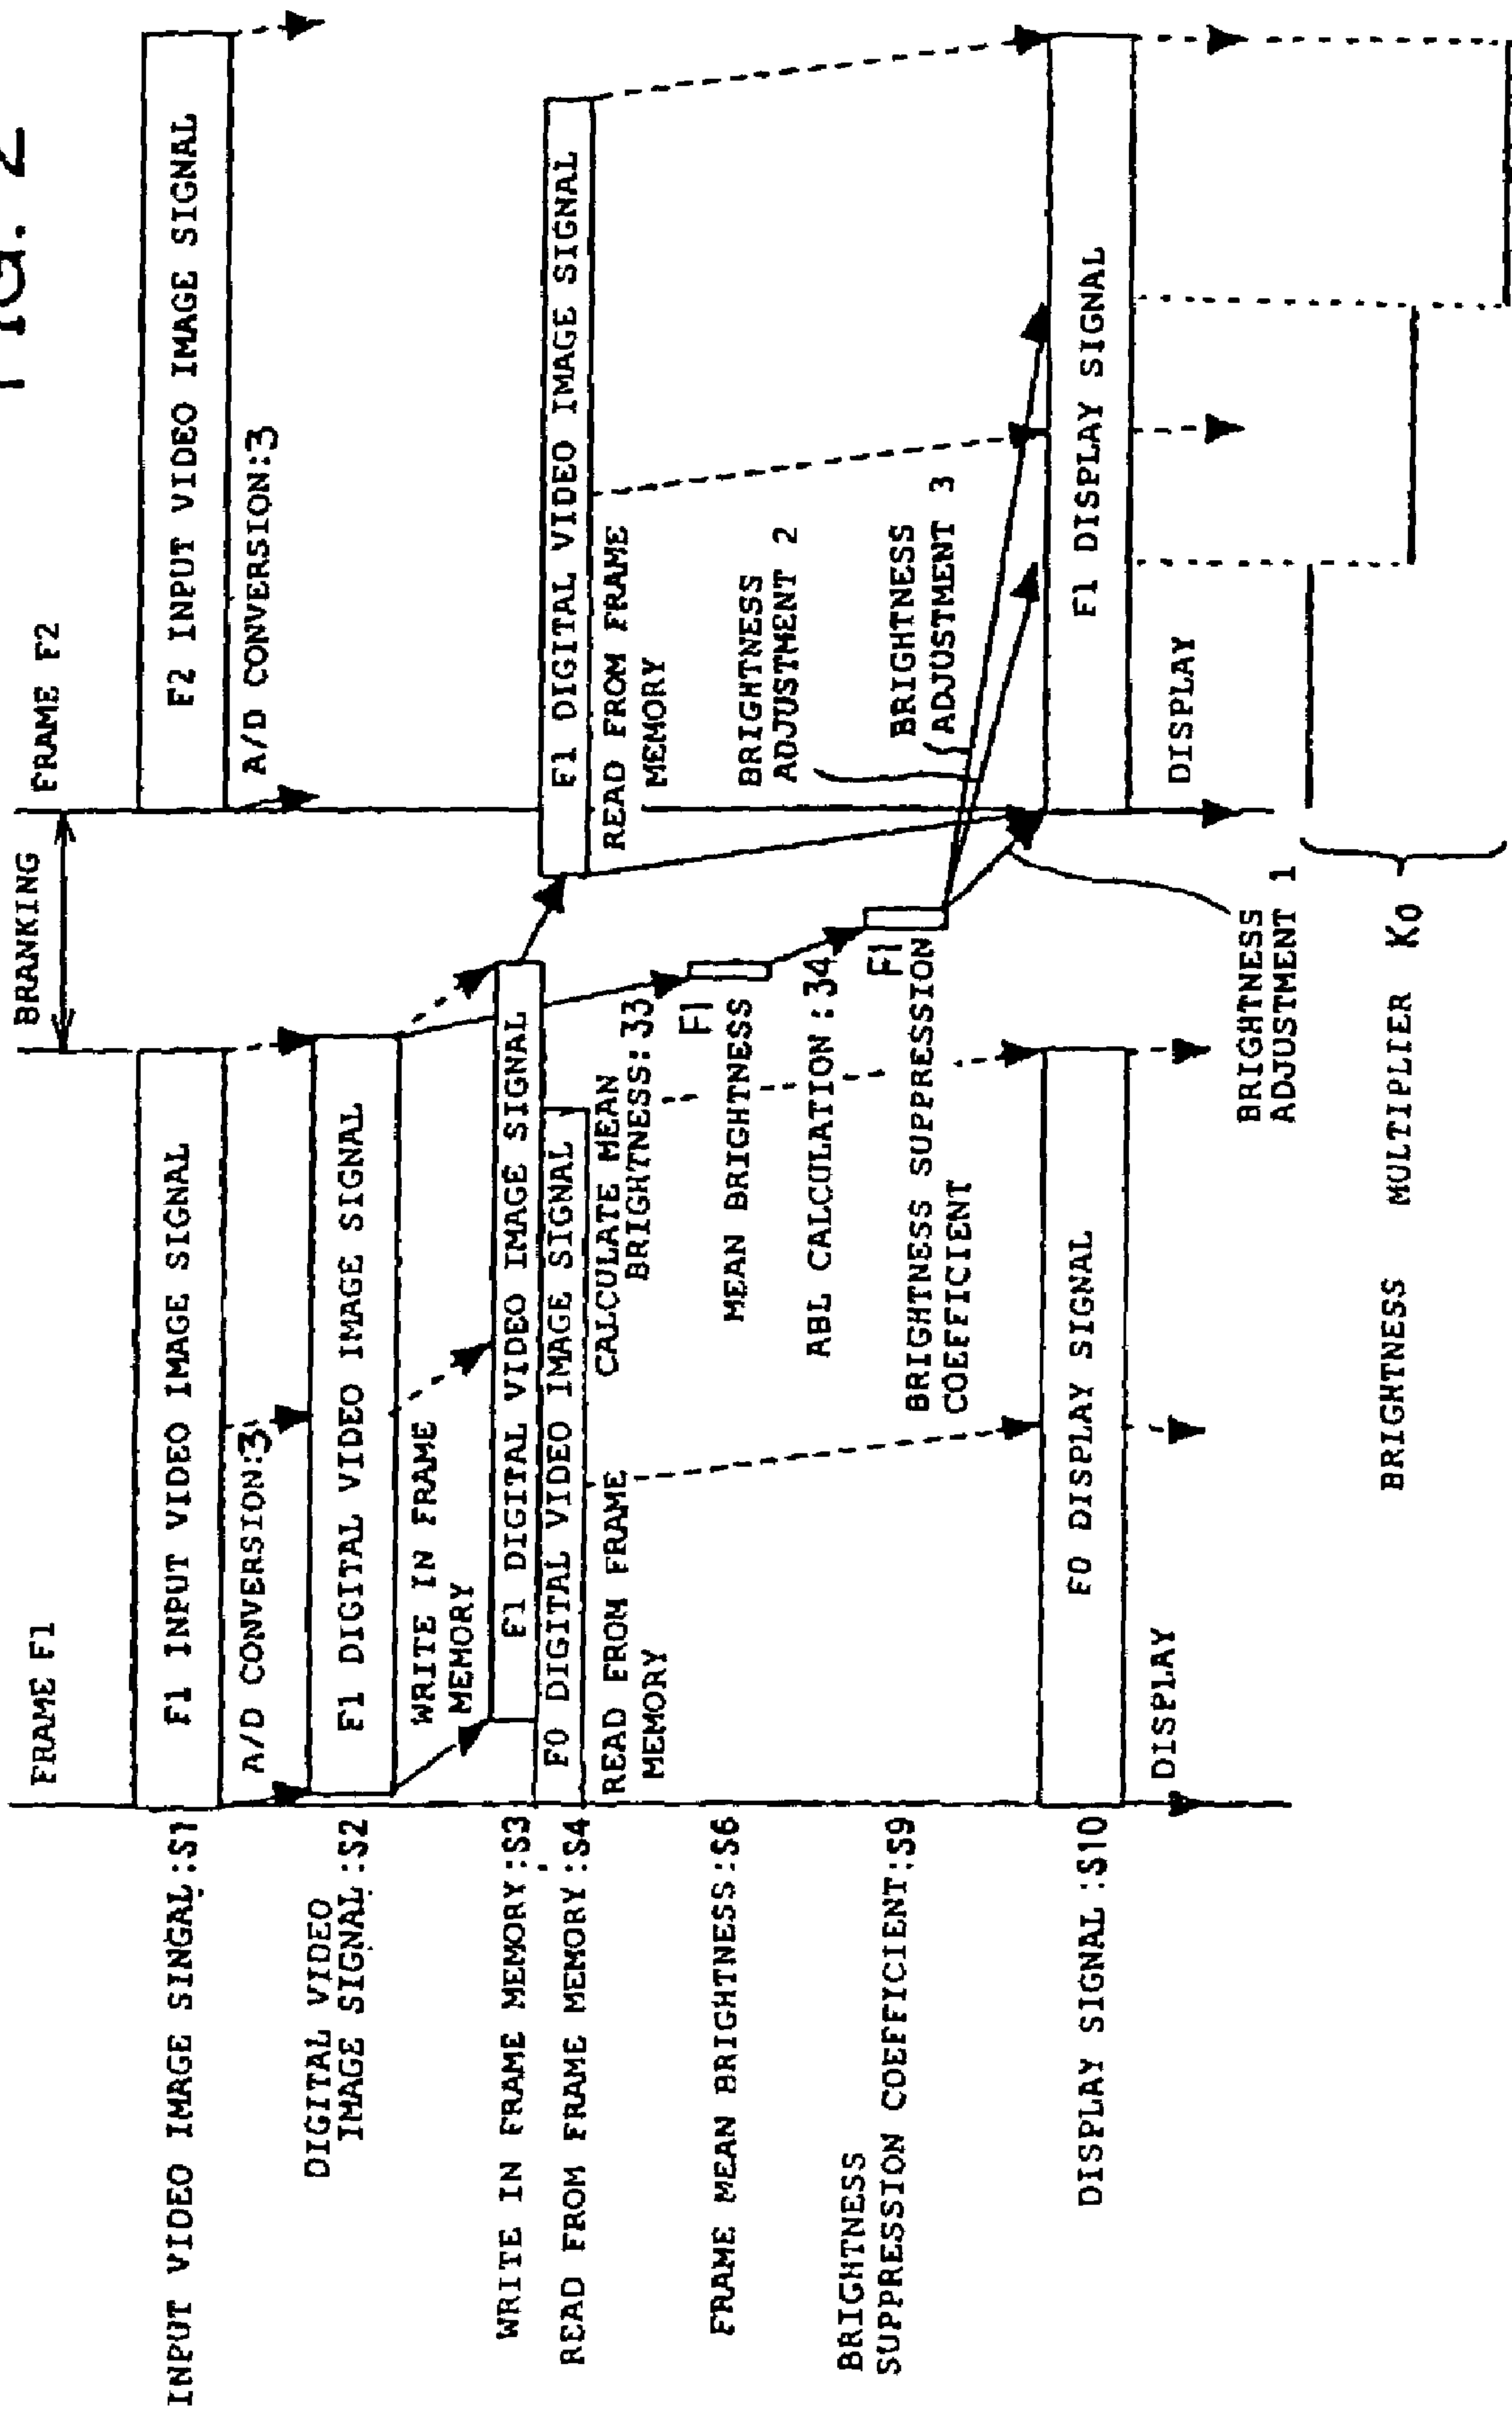 FIG. 2
FRAME F1
BRANKING
FRAME F2
INPUT VIDEO IMAGE SINGAL:S1
F1 INPUT VIDEO IMAGE SIGNAL
F2 INPUT VIDEO IMAGE SIGNAL
A/D CONVERSION:3
A/D CONVERSION:3
DIGITAL VIDEO
IMAGE SIGNAL:S2
F1 DIGITAL VIDEO IMAGE SIGNAL
WRITE IN FRAME
MEMORY
WRITE IN FRAME MEMORY:S3
F1 DIGITAL VIDEO IMAGE SIGNAL
READ FROM FRAME MEMORY:S4
F0 DIGITAL VIDEO IMAGE SIGNAL
F1 DIGITAL VIDEO IMAGE SIGNAL
READ FROM FRAME
MEMORY
CALCULATE MEAN
BRIGHTNESS:33
READ FROM FRAME
MEMORY
FRAME MEAN BRIGHTNESS:S6
F1
MEAN BRIGHTNESS
BRIGHTNESS
ADJUSTMENT 2
ABL CALCULATION:34
BRIGHTNESS
SUPPRESSION COEFFICIENT:S9
F1
BRIGHTNESS SUPPRESSION
COEFFICIENT
BRIGHTNESS
ADJUSTMENT 3
DISPLAY SIGNAL:S10
F0 DISPLAY SIGNAL
F1 DISPLAY SIGNAL
DISPLAY
DISPLAY
BRIGHTNESS
ADJUSTMENT 1
BRIGHTNESS MULTIPLIER K0